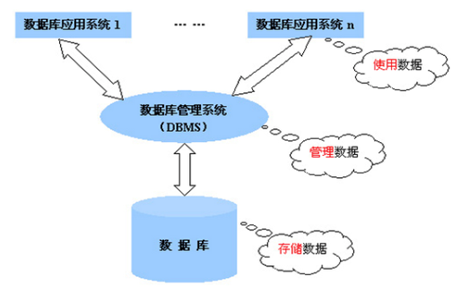 数据库应用系统 1
… …
数据库应用系统 n
使用数据
数据库管理系统
（DBMS）
管理数据
数 据 库
存储数据